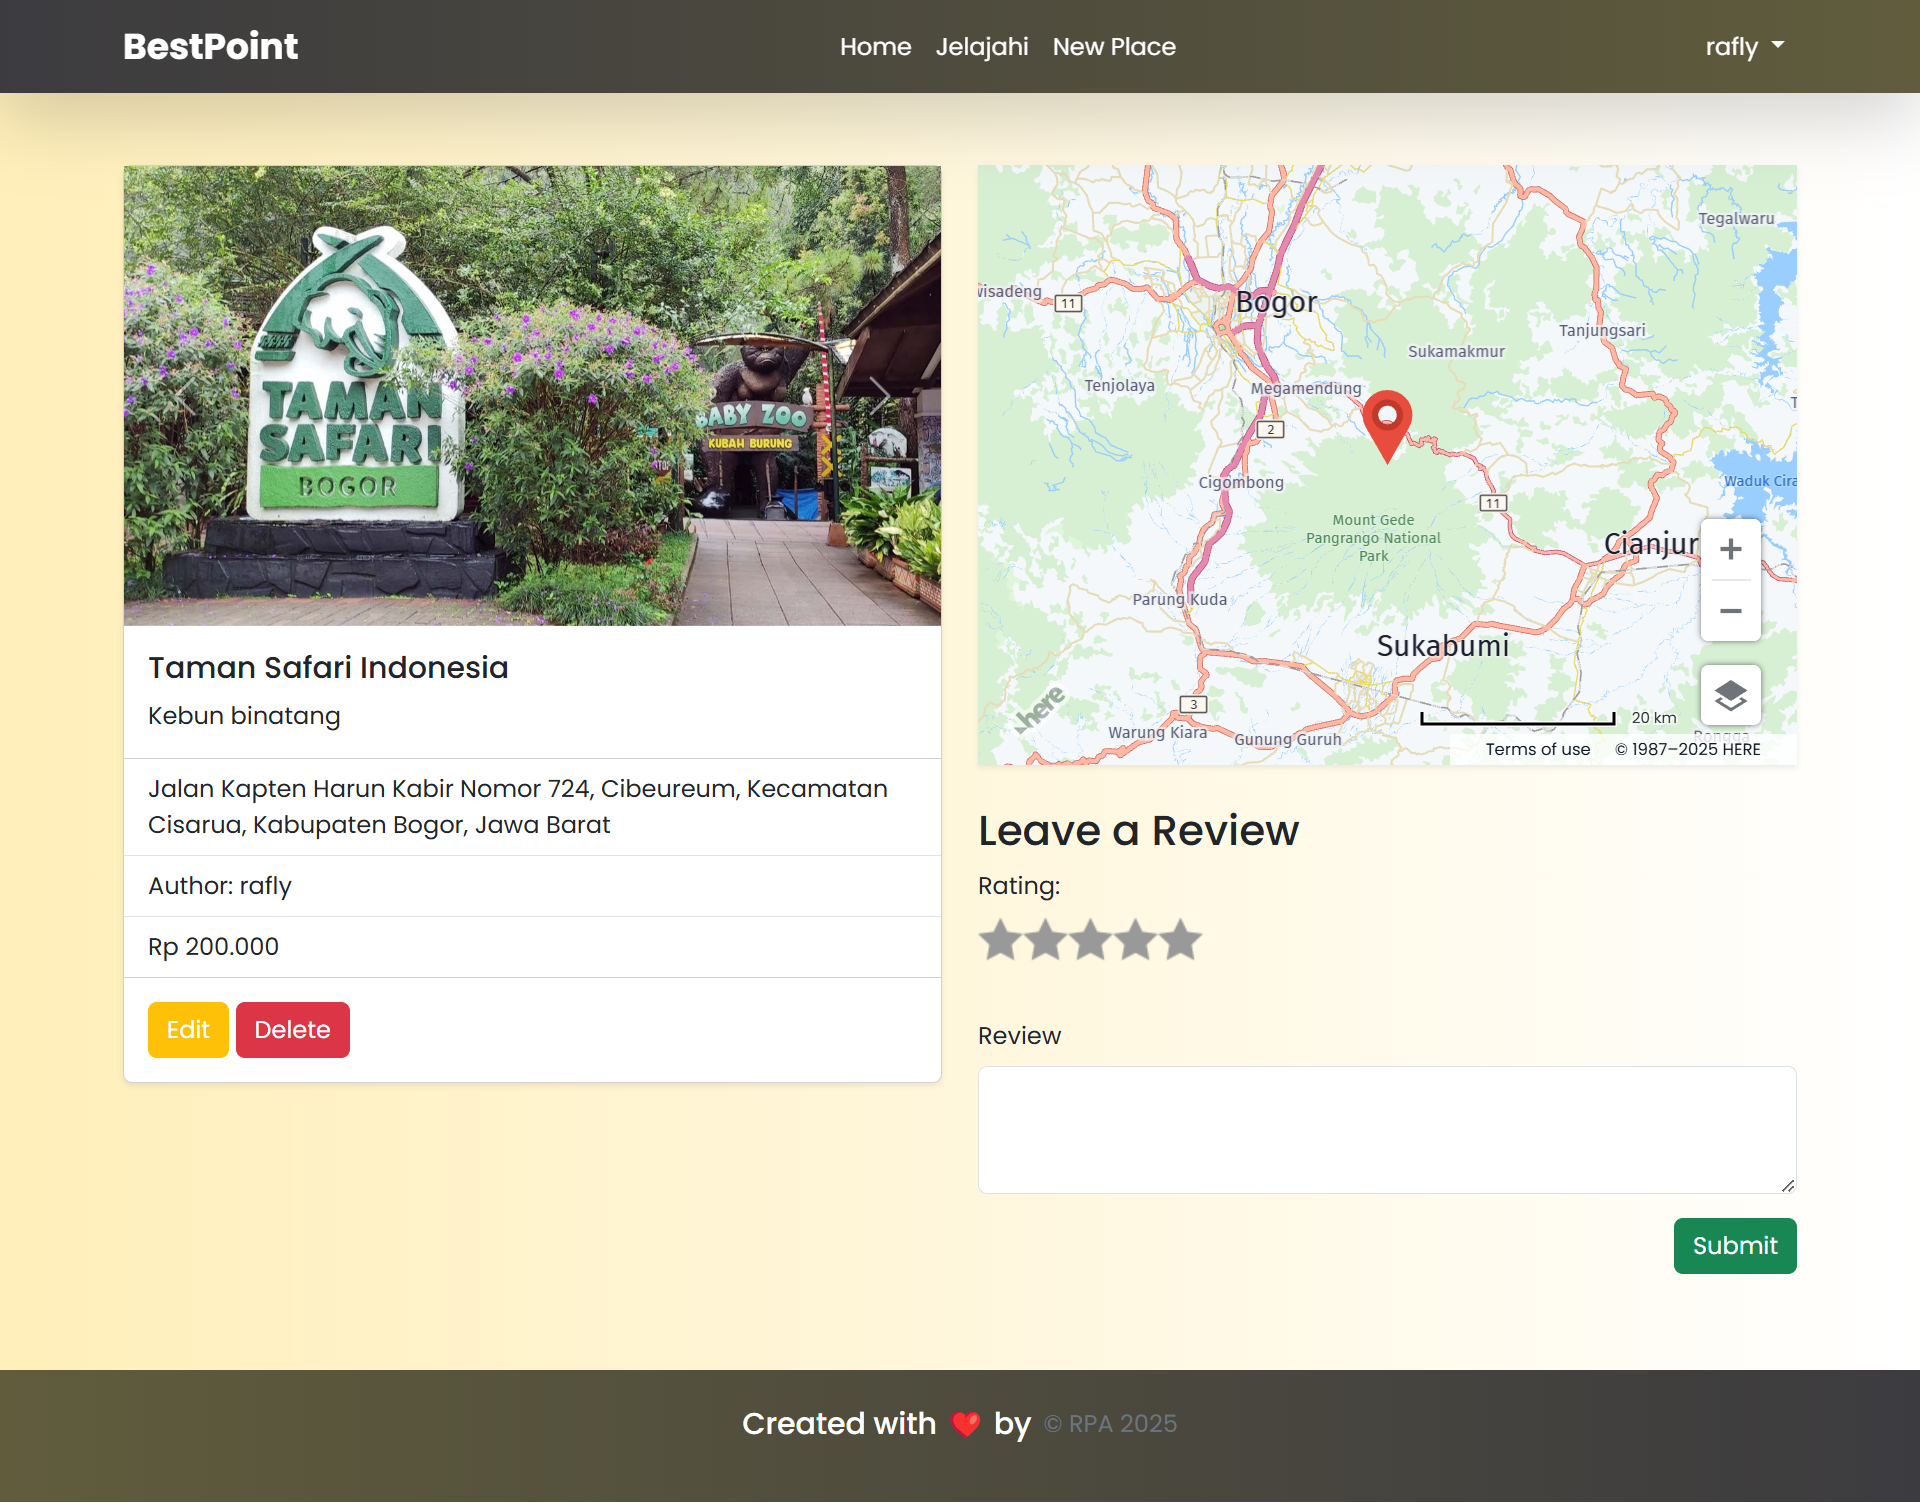 BestPoint
Home
Jelajahi
New Place
rafly
TAMAN
SAFARI
BOGOR
BABY ZOO
KUBAH BURUNG
Taman Safari Indonesia
Kebun binatang
Jalan Kapten Harun Kabir Nomor 724, Cibeureum, Kecamatan
Cisarua, Kabupaten Bogor, Jawa Barat
Author: rafly
Rp 200.000
Edit
Delete
Tegalwaru
wisadeng
11
Bogor
Tanjungsari
Sukamakmur
Tenjolaya
Megamendung
T
2
Cigombong
Waduk Cira
11
Mount Gede
Pangrango National
Park
Cianjur
Parung Kuda
Sukabumi
here
3
20 km
Warung Kiara
Gunung Guruh
Rongga
Terms of use
© 1987–2025 HERE
Leave a Review
Rating:
Review
Submit
Created with ❤️ by © RPA 2025